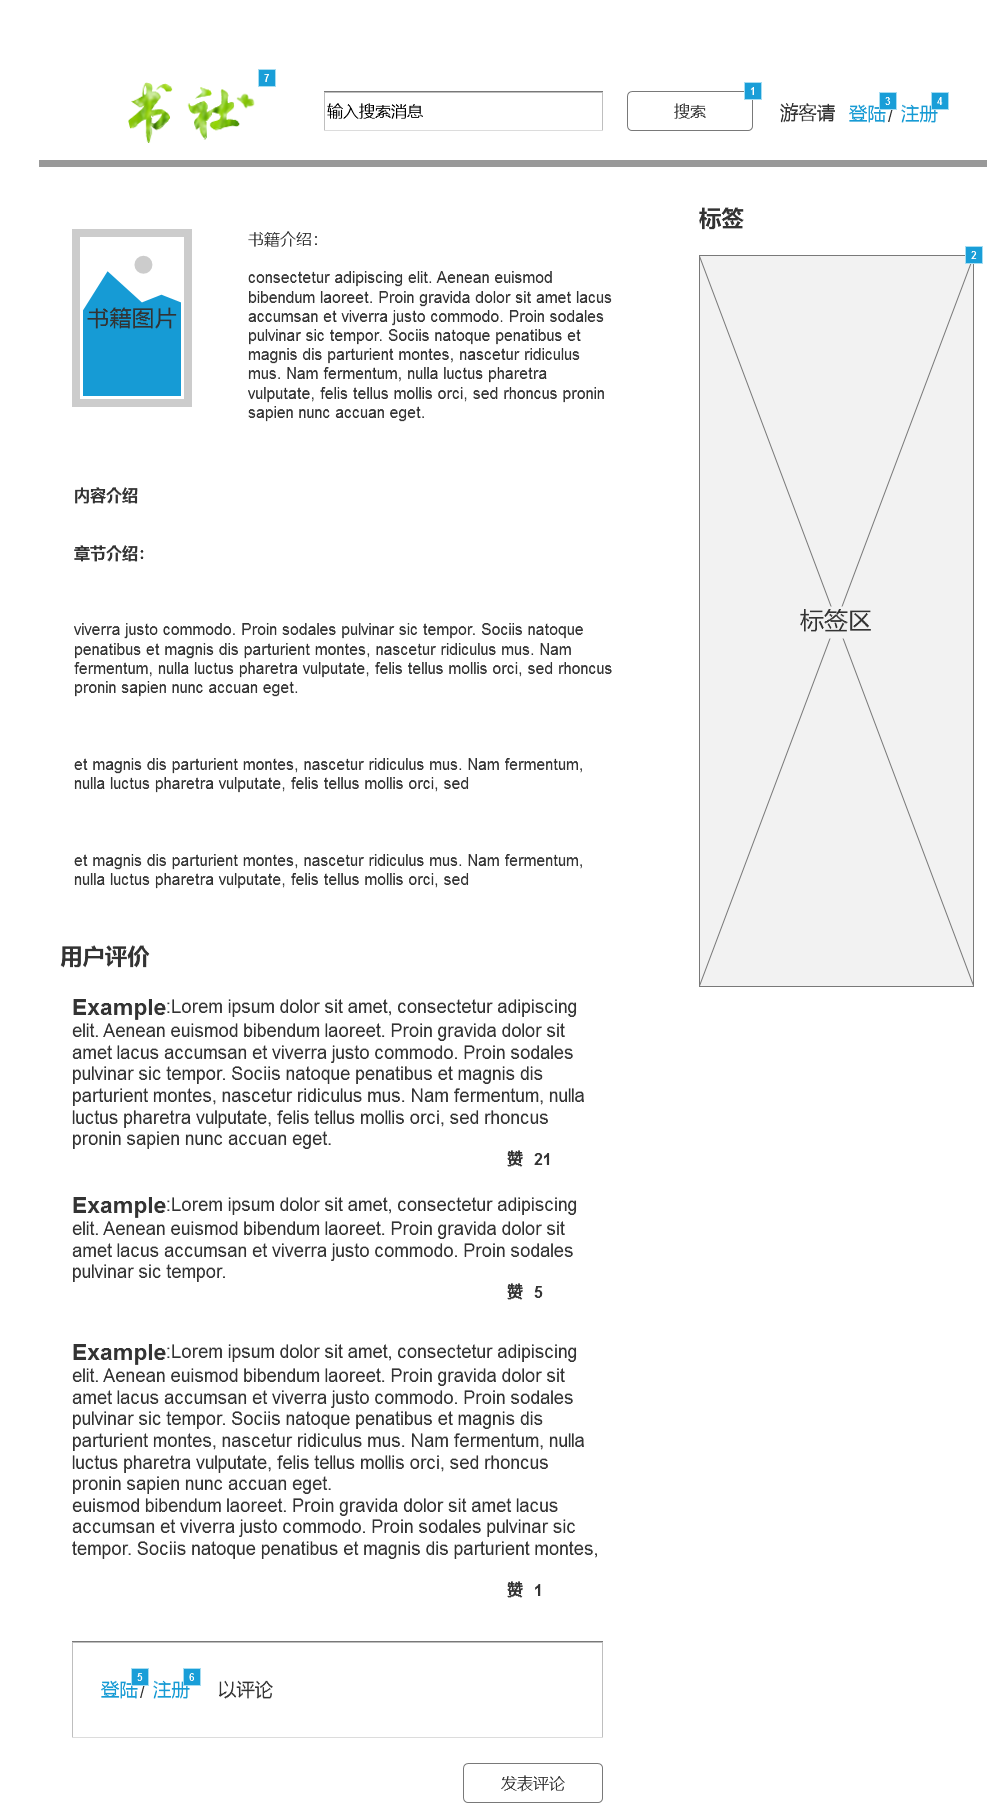 书社
7
输入搜索消息
搜索
1
游客请 登陆/ 注册
3
4
标签
2
书籍图片
书籍介绍：
consectetur adipiscing elit. Aenean euismod
bibendum laoreet. Proin gravida dolor sit amet lacus
accumsan et viverra justo commodo. Proin sodales
pulvinar sic tempor. Sociis natoque penatibus et
magnis dis parturient montes, nascetur ridiculus
mus. Nam fermentum, nulla luctus pharetra
vulputate, felis tellus mollis orci, sed rhoncus pronin
sapien nunc accuan eget.
标签区
内容介绍
章节介绍：
viverra justo commodo. Proin sodales pulvinar sic tempor. Sociis natoque
penatibus et magnis dis parturient montes, nascetur ridiculus mus. Nam
fermentum, nulla luctus pharetra vulputate, felis tellus mollis orci, sed rhoncus
pronin sapien nunc accuan eget.
et magnis dis parturient montes, nascetur ridiculus mus. Nam fermentum,
nulla luctus pharetra vulputate, felis tellus mollis orci, sed
et magnis dis parturient montes, nascetur ridiculus mus. Nam fermentum,
nulla luctus pharetra vulputate, felis tellus mollis orci, sed
用户评价
Example:Lorem ipsum dolor sit amet, consectetur adipiscing
elit. Aenean euismod bibendum laoreet. Proin gravida dolor sit
amet lacus accumsan et viverra justo commodo. Proin sodales
pulvinar sic tempor. Sociis natoque penatibus et magnis dis
parturient montes, nascetur ridiculus mus. Nam fermentum, nulla
luctus pharetra vulputate, felis tellus mollis orci, sed rhoncus
pronin sapien nunc accuan eget.
赞 21
Example:Lorem ipsum dolor sit amet, consectetur adipiscing
elit. Aenean euismod bibendum laoreet. Proin gravida dolor sit
amet lacus accumsan et viverra justo commodo. Proin sodales
pulvinar sic tempor.
赞 5
Example:Lorem ipsum dolor sit amet, consectetur adipiscing
elit. Aenean euismod bibendum laoreet. Proin gravida dolor sit
amet lacus accumsan et viverra justo commodo. Proin sodales
pulvinar sic tempor. Sociis natoque penatibus et magnis dis
parturient montes, nascetur ridiculus mus. Nam fermentum, nulla
luctus pharetra vulputate, felis tellus mollis orci, sed rhoncus
pronin sapien nunc accuan eget.
euismod bibendum laoreet. Proin gravida dolor sit amet lacus
accumsan et viverra justo commodo. Proin sodales pulvinar sic
tempor. Sociis natoque penatibus et magnis dis parturient montes,
赞 1
登陆/ 注册 以评论
5
6
发表评论